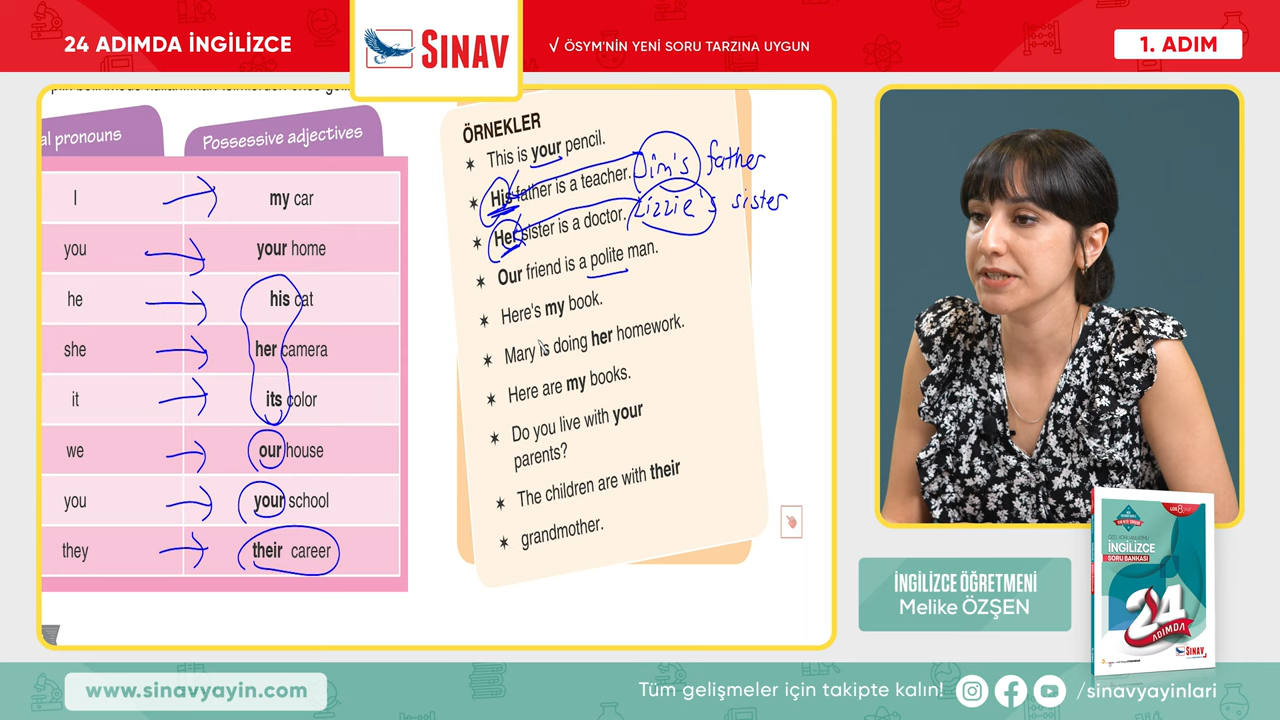 24 ADIMDA İNGİLİZCE
SINAV
√ ÖSYM'NİN YENİ SORU TARZINA UYGUN
1. ADIM
al pronouns
Possessive adjectives
I my car
you your home
he his cat
she her camera
it its color
we our house
you your school
they their career
ÖRNEKLER
This is your pencil.
His father is a teacher. Jim's father
Her sister is a doctor. Lizzie's sister
Our friend is a polite man.
Here's my book.
Mary is doing her homework.
Here are my books.
Do you live with your
parents?
The children are with their
grandmother.
İNGİLİZCE ÖĞRETMENİ
Melike ÖZŞEN
İNGİLİZCE
SORU BANKASI
24
ADIMDA
SINAV
www.sinavyayin.com
Tüm gelişmeler için takipte kalın!
/sinavyayinlari